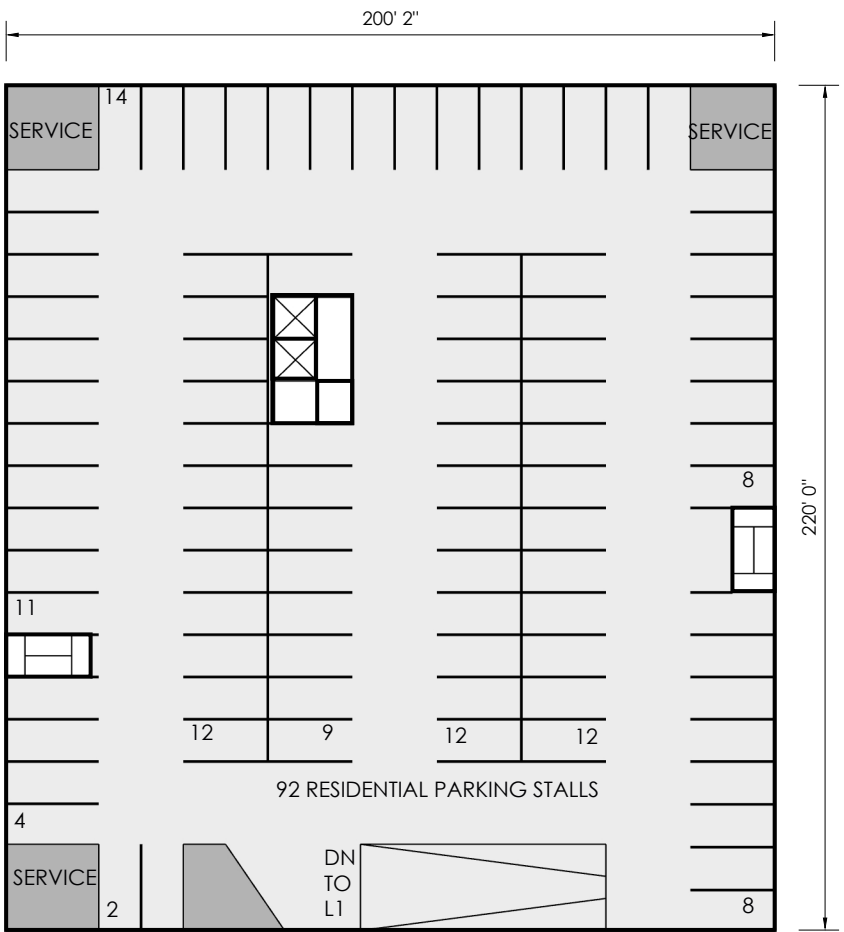 200' 2"
14
SERVICE
SERVICE
8
220' 0"
11
12
9
12
12
92 RESIDENTIAL PARKING STALLS
4
DN
TO
L1
SERVICE
2
8